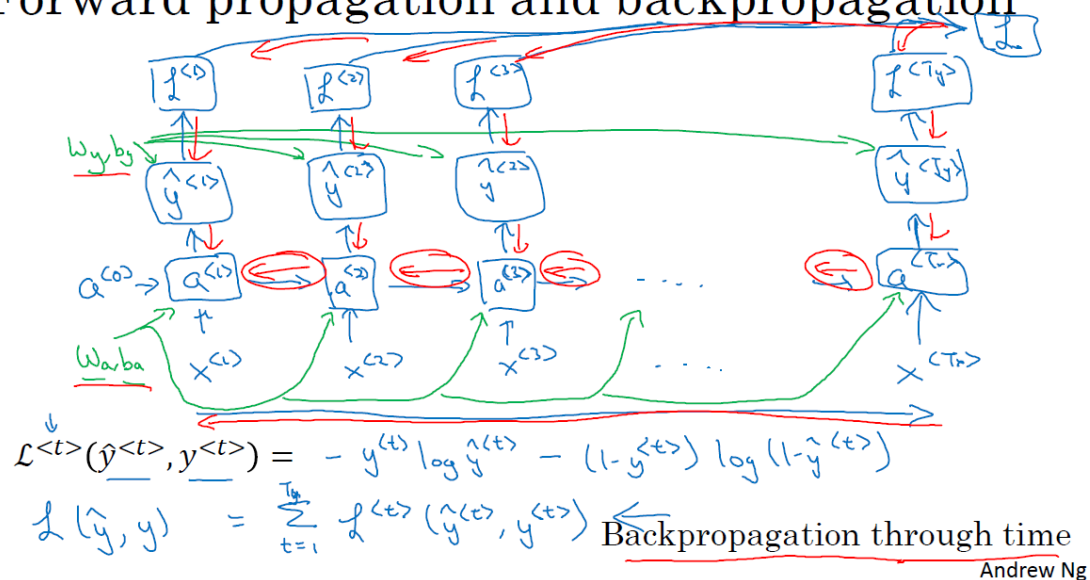 Forward propagation and backpropagation
ℒ
ℒ^<1> ℒ^<2> ℒ^<3> ℒ^<Ty>
Wy, by
ŷ^<1> ŷ^<2> ŷ^<3> ŷ^<Ty>
a^<0> → a^<1> a^<2> a^<3> .... a^<Tx>
Wa, ba
x^<1> x^<2> x^<3> .... x^<Tx>
ℒ^<t>(ŷ^<t>, y^<t>) = - y^<t> log ŷ^<t> - (1-y^<t>) log (1-ŷ^<t>)
ℒ(ŷ, y) = Σ_{t=1}^{Ty} ℒ^<t>(ŷ^<t>, y^<t>) ←
Backpropagation through time
Andrew Ng